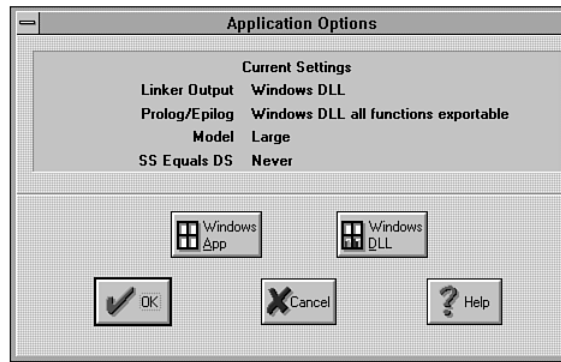 Application Options
Current Settings
Linker Output Windows DLL
Prolog/Epilog Windows DLL all functions exportable
Model Large
SS Equals DS Never
Windows
App
Windows
DLL
OK
Cancel
Help